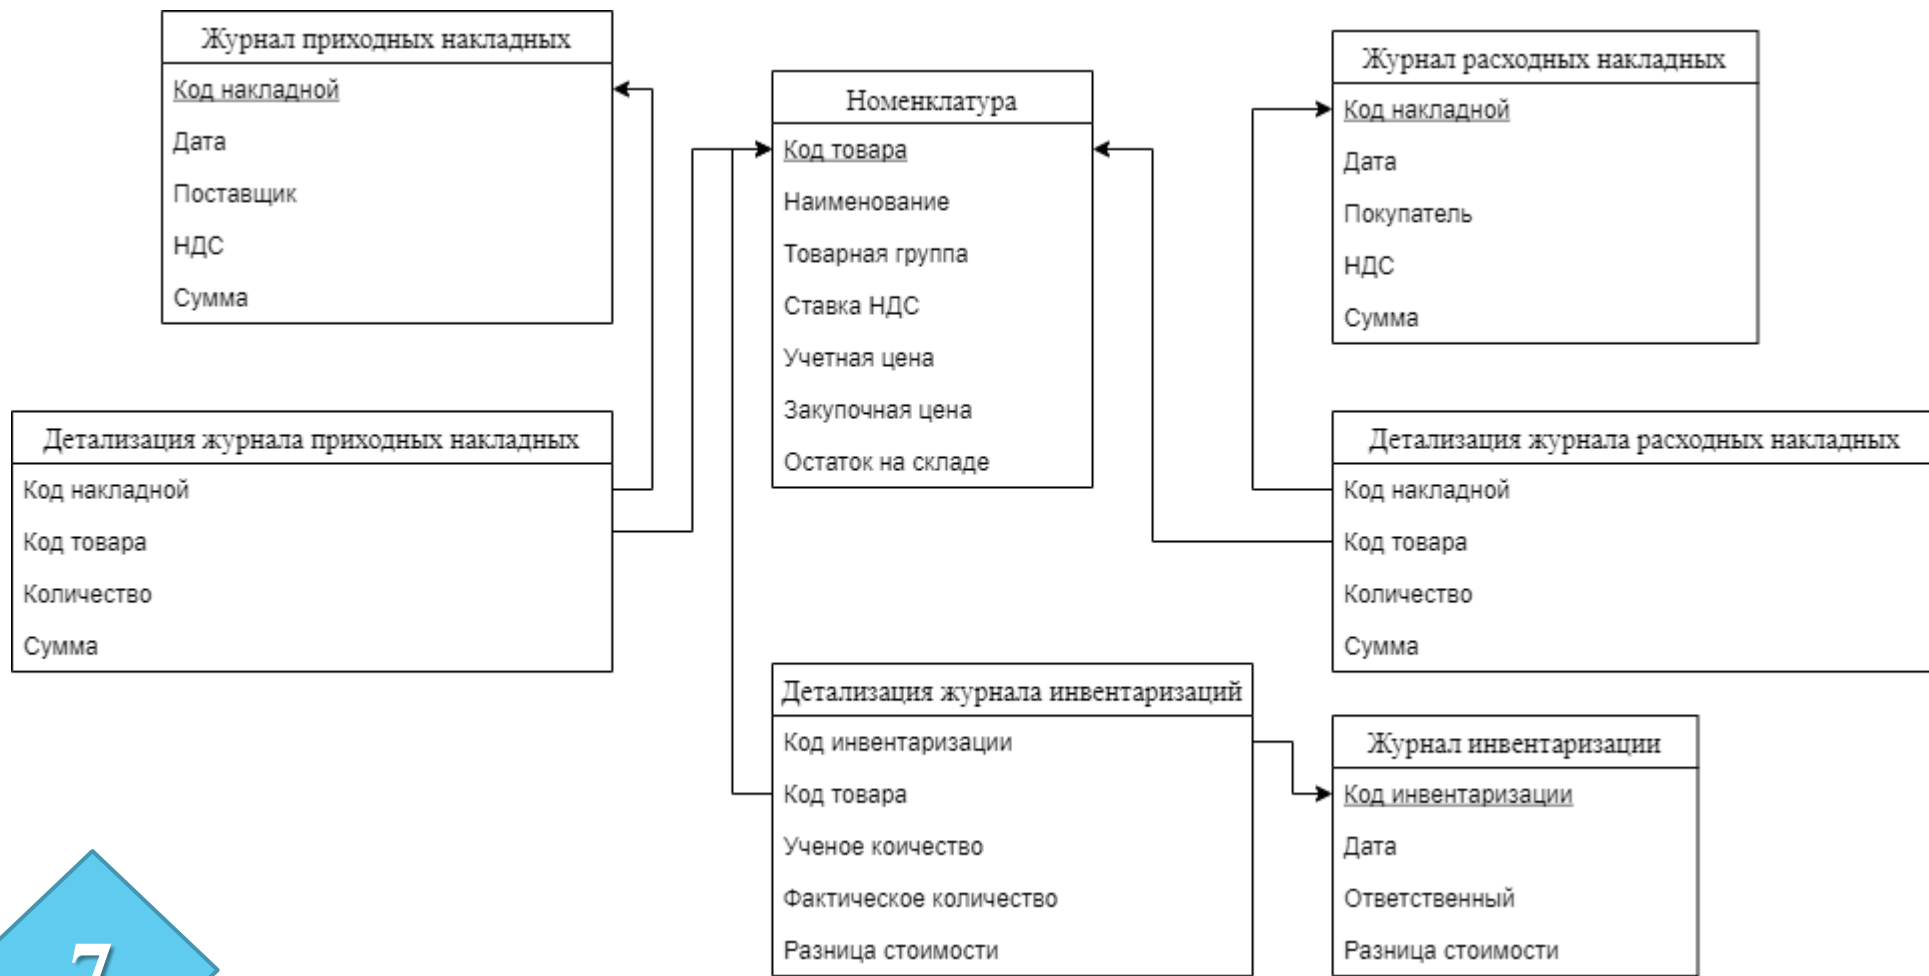 Журнал приходных накладных
Код накладной
Дата
Поставщик
НДС
Сумма
Номенклатура
Код товара
Наименование
Товарная группа
Ставка НДС
Учетная цена
Закупочная цена
Остаток на складе
Журнал расходных накладных
Код накладной
Дата
Покупатель
НДС
Сумма
Детализация журнала приходных накладных
Код накладной
Код товара
Количество
Сумма
Детализация журнала расходных накладных
Код накладной
Код товара
Количество
Сумма
Детализация журнала инвентаризаций
Код инвентаризации
Код товара
Ученое коичество
Фактическое количество
Разница стоимости
Журнал инвентаризации
Код инвентаризации
Дата
Ответственный
Разница стоимости
7